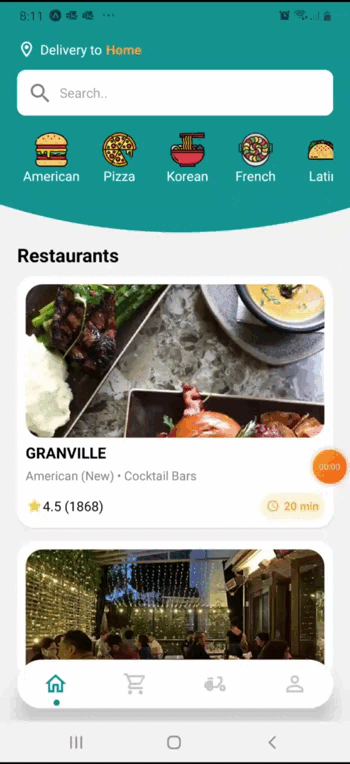 8:11
Delivery to Home
Search..
American Pizza Korean French Latin
Restaurants
GRANVILLE
American (New) • Cocktail Bars
00:00
4.5 (1868) 20 min